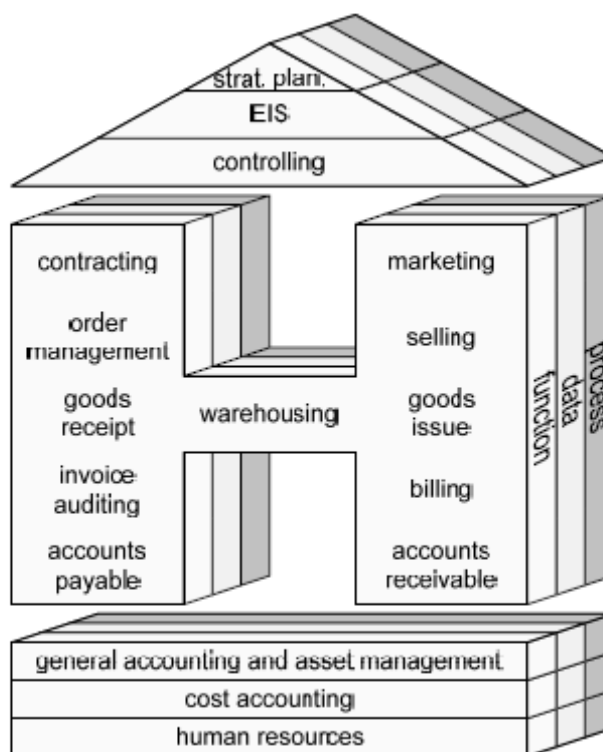 strat. plan.
EIS
controlling
contracting
order
management
goods
receipt
invoice
auditing
accounts
payable
warehousing
marketing
selling
goods
issue
billing
accounts
receivable
function
data
process
general accounting and asset management
cost accounting
human resources